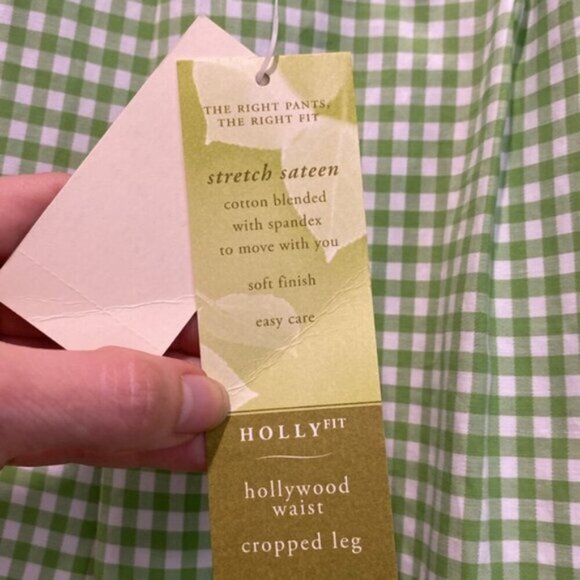 THE RIGHT PANTS,
THE RIGHT FIT
stretch sateen
cotton blended
with spandex
to move with you
soft finish
easy care
HOLLYFIT
hollywood
waist
cropped leg